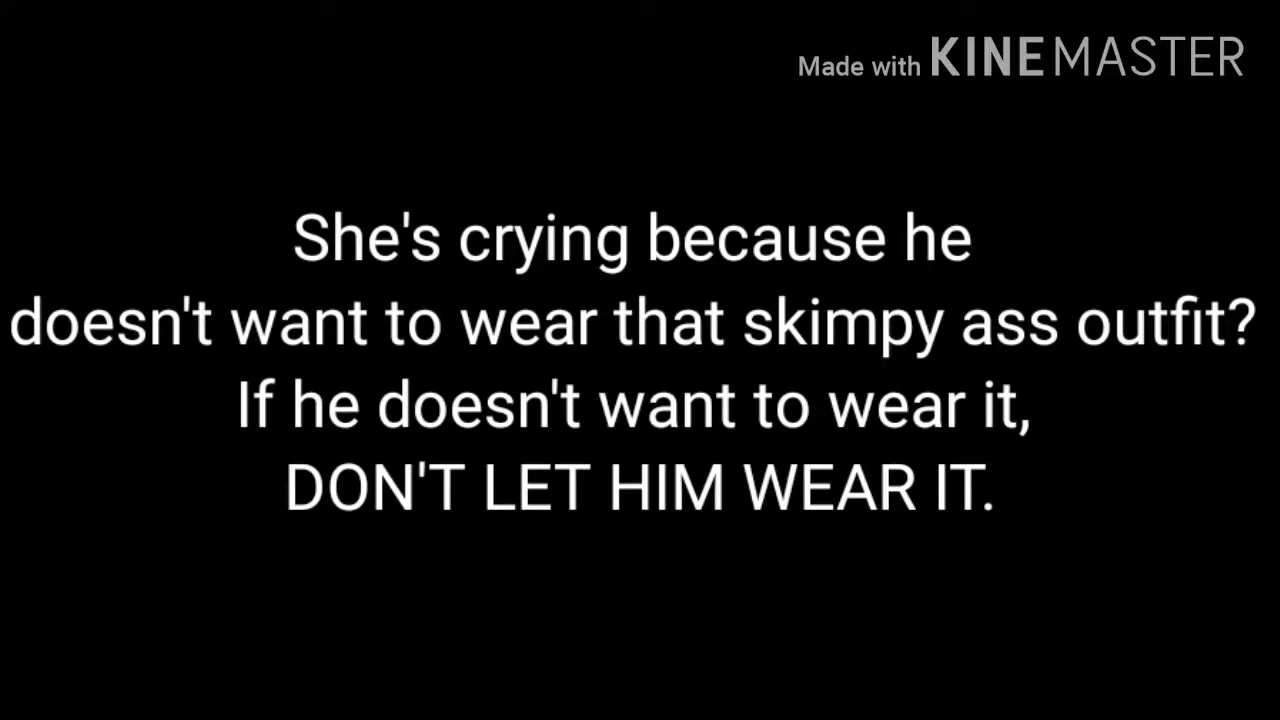 Made with KINEMASTER
She's crying because he
doesn't want to wear that skimpy ass outfit?
If he doesn't want to wear it,
DON'T LET HIM WEAR IT.